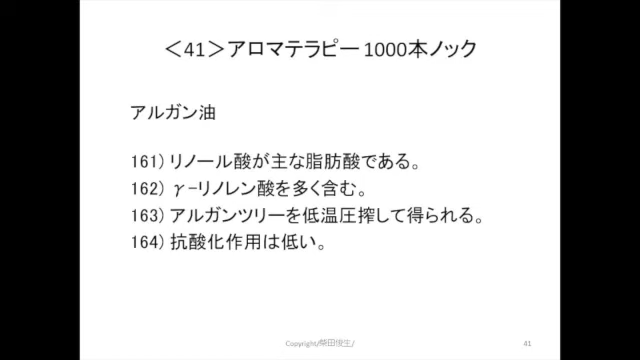 ＜41＞アロマテラピー1000本ノック
アルガン油
161) リノール酸が主な脂肪酸である。
162) γ-リノレン酸を多く含む。
163) アルガンツリーを低温圧搾して得られる。
164) 抗酸化作用は低い。
Copyright/柴田俊生/
41